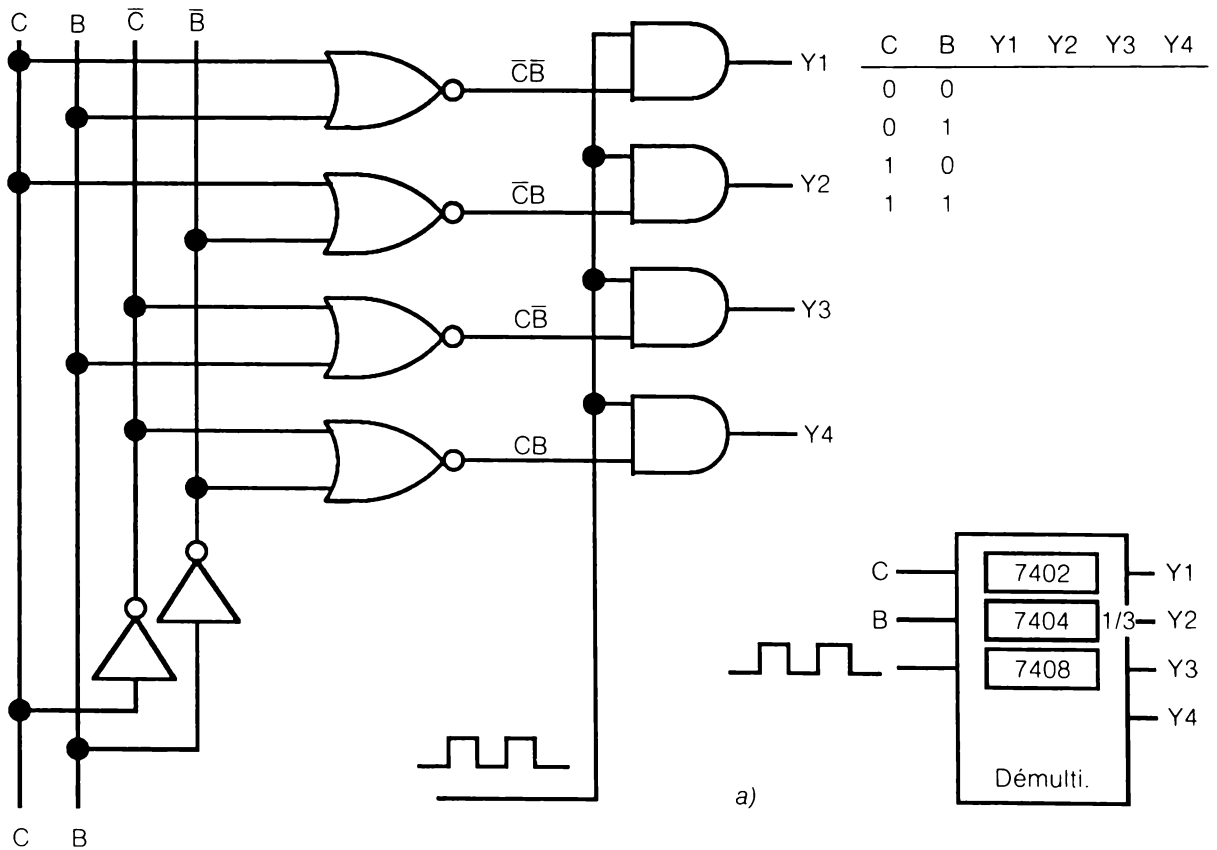 C B C̅ B̅
C̅B̅ Y1
C̅B Y2
CB̅ Y3
CB Y4
C B
a)
C B Y1 Y2 Y3 Y4
0 0
0 1
1 0
1 1
C 7402 Y1
B 7404 1/3 Y2
7408 Y3
Y4
Démulti.